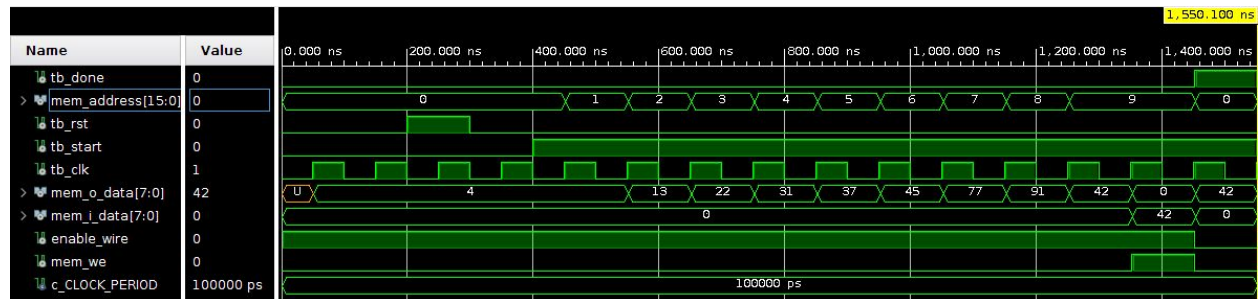 1,550.100 ns
Name Value 0.000 ns 200.000 ns 400.000 ns 600.000 ns 800.000 ns 1,000.000 ns 1,200.000 ns 1,400.000 ns
tb_done 0
mem_address[15:0] 0 0 1 2 3 4 5 6 7 8 9 0
tb_rst 0
tb_start 0
tb_clk 1
mem_o_data[7:0] 42 U 4 13 22 31 37 45 77 91 42 0 42
mem_i_data[7:0] 0 0 42 0
enable_wire 0
mem_we 0
c_CLOCK_PERIOD 100000 ps 100000 ps